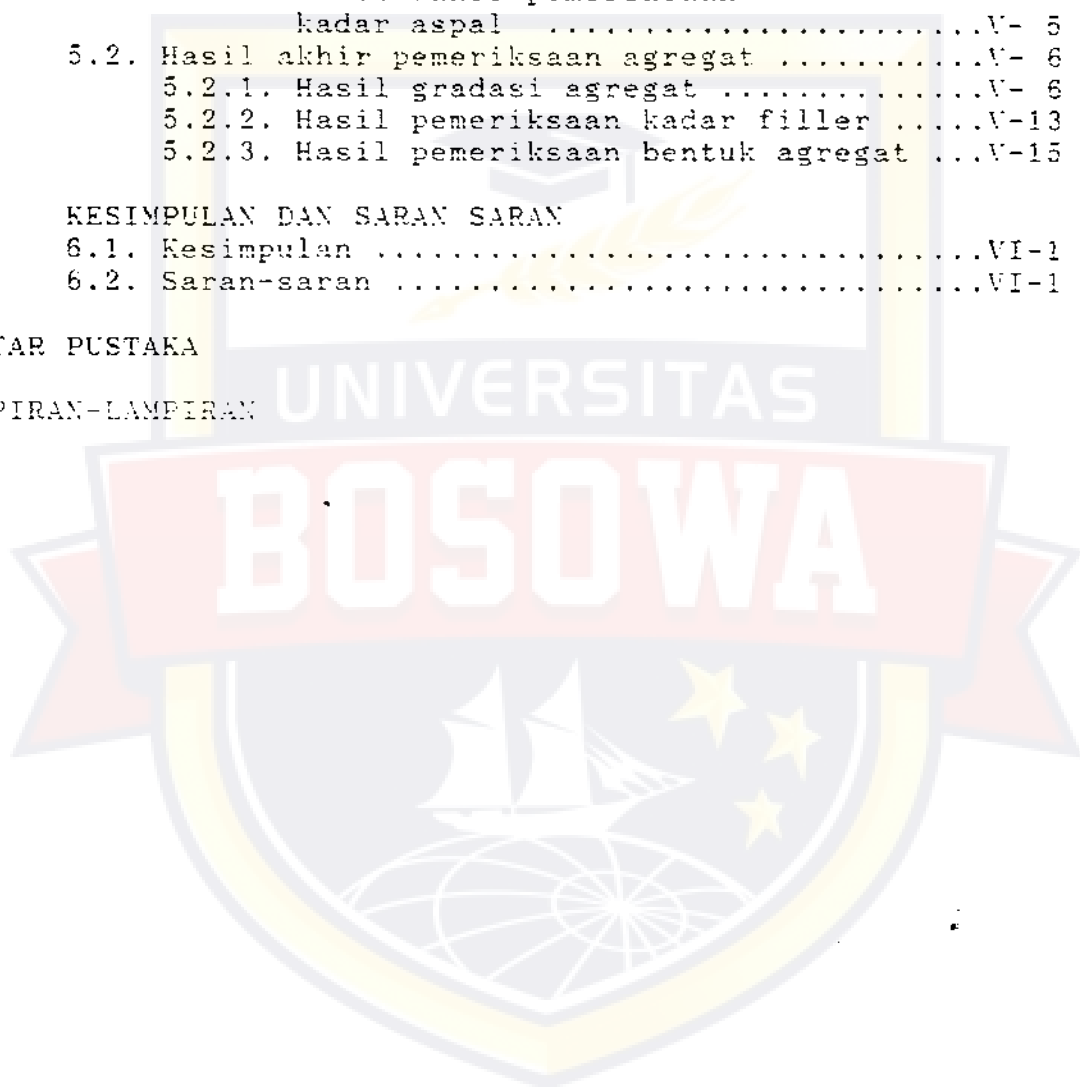 kadar aspal ........................V- 5
5.2. Hasil akhir pemeriksaan agregat ............V- 6
5.2.1. Hasil gradasi agregat ...............V- 6
5.2.2. Hasil pemeriksaan kadar filler .....V-13
5.2.3. Hasil pemeriksaan bentuk agregat ...V-15
KESIMPULAN DAN SARAN SARAN
6.1. Kesimpulan ................................VI-1
6.2. Saran-saran ...............................VI-1
TAR PUSTAKA
PIRAN-LAMPIRAN
UNIVERSITAS
BOSOWA